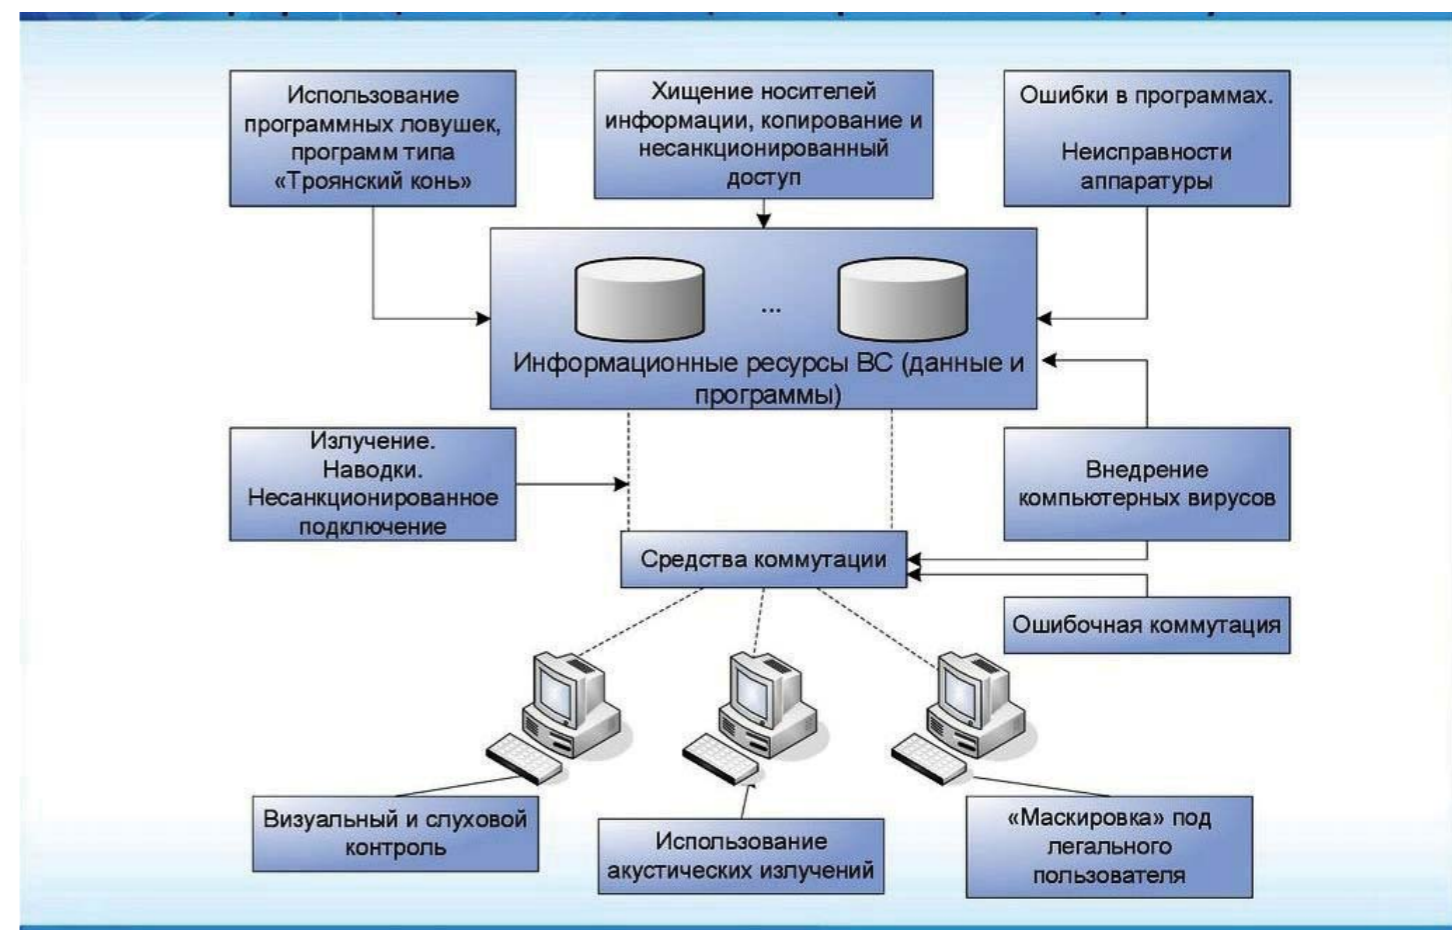 Использование
программных ловушек,
программ типа
«Троянский конь»
Хищение носителей
информации, копирование и
несанкционированный
доступ
Ошибки в программах.
Неисправности
аппаратуры
...
Информационные ресурсы ВС (данные и
программы)
Излучение.
Наводки.
Несанкционированное
подключение
Внедрение
компьютерных вирусов
Средства коммутации
Ошибочная коммутация
Визуальный и слуховой
контроль
Использование
акустических излучений
«Маскировка» под
легального
пользователя